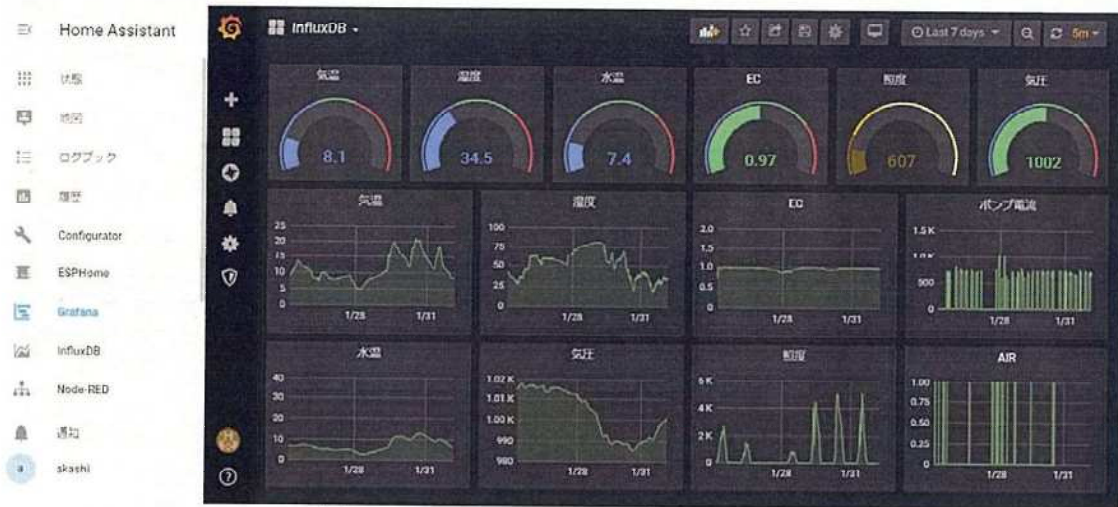 Home Assistant
状態
地図
ログブック
履歴
Configurator
ESPHome
Grafana
InfluxDB
Node-RED
通知
a
skashi
InfluxDB
Last 7 days
5m
気温
8.1
湿度
34.5
水温
7.4
EC
0.97
照度
607
気圧
1002
気温
25
20
15
10
5
0
1/28
1/31
湿度
100
75
50
25
0
1/28
1/31
EC
2.0
1.5
1.0
0.5
0
1/28
1/31
ポンプ電流
1.5 K
1.0 K
500
0
1/28
1/31
水温
40
30
20
10
0
1/28
1/31
気圧
1.02 K
1.01 K
1.00 K
990
980
1/28
1/31
照度
6 K
4 K
2 K
0
1/28
1/31
AIR
1.00
0.75
0.50
0.25
0
1/28
1/31